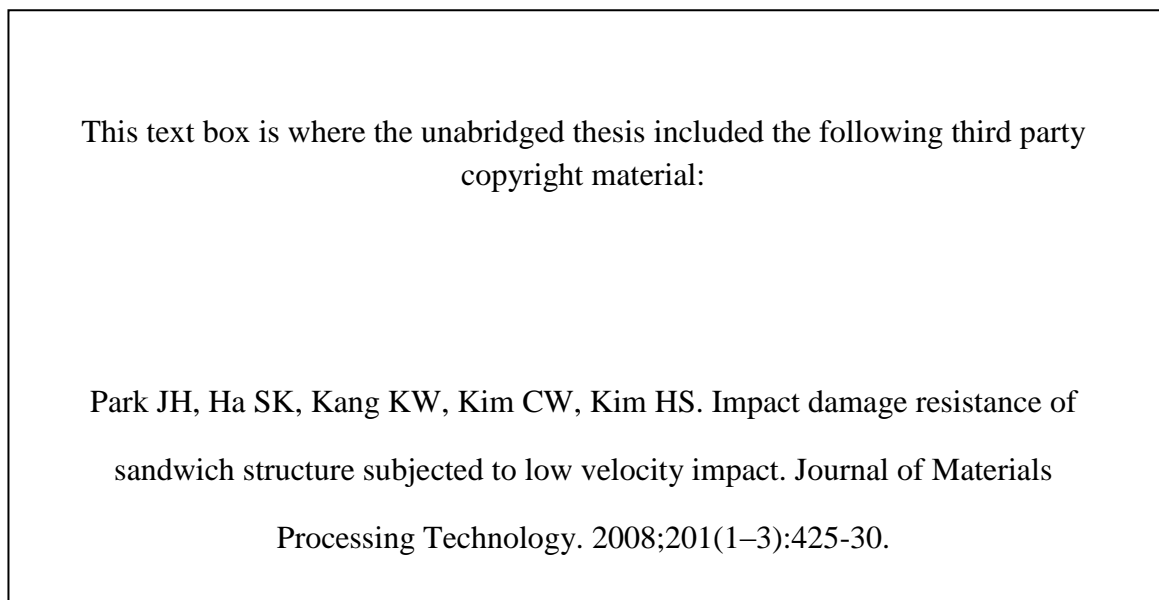 This text box is where the unabridged thesis included the following third party
copyright material:
Park JH, Ha SK, Kang KW, Kim CW, Kim HS. Impact damage resistance of
sandwich structure subjected to low velocity impact. Journal of Materials
Processing Technology. 2008;201(1–3):425-30.